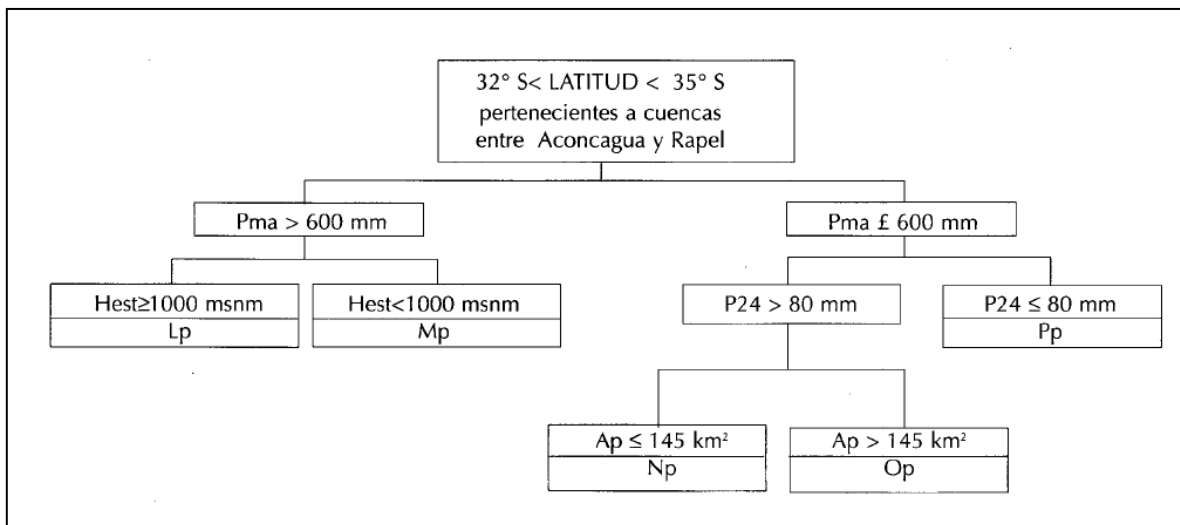 32° S< LATITUD < 35° S
pertenecientes a cuencas
entre Aconcagua y Rapel
Pma > 600 mm
Pma £ 600 mm
Hest≥1000 msnm
Lp
Hest<1000 msnm
Mp
P24 > 80 mm
P24 ≤ 80 mm
Pp
Ap ≤ 145 km²
Np
Ap > 145 km²
Op